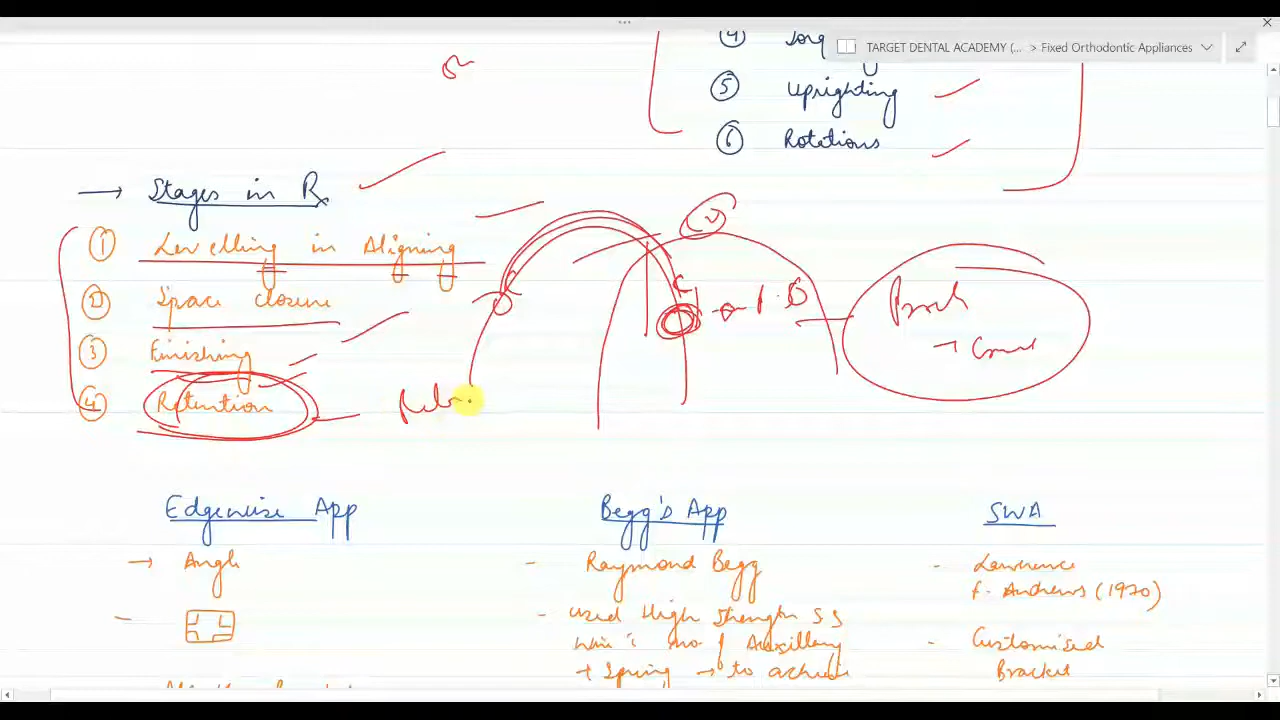 TARGET DENTAL ACADEMY (... > Fixed Orthodontic Appliances
④
⑤ Uprighting
⑥ Rotations
→ Stages in Rx
① Levelling in Aligning
② Space closure
③ Finishing
④ Retention
Edgewise App
→ Angle
Begg's App
- Raymond Begg
- used High Strength SS
Auxillary
+ Spring → to achieve
SWA
- Lawrence
F. Andrews (1970)
- Customised
Bracket